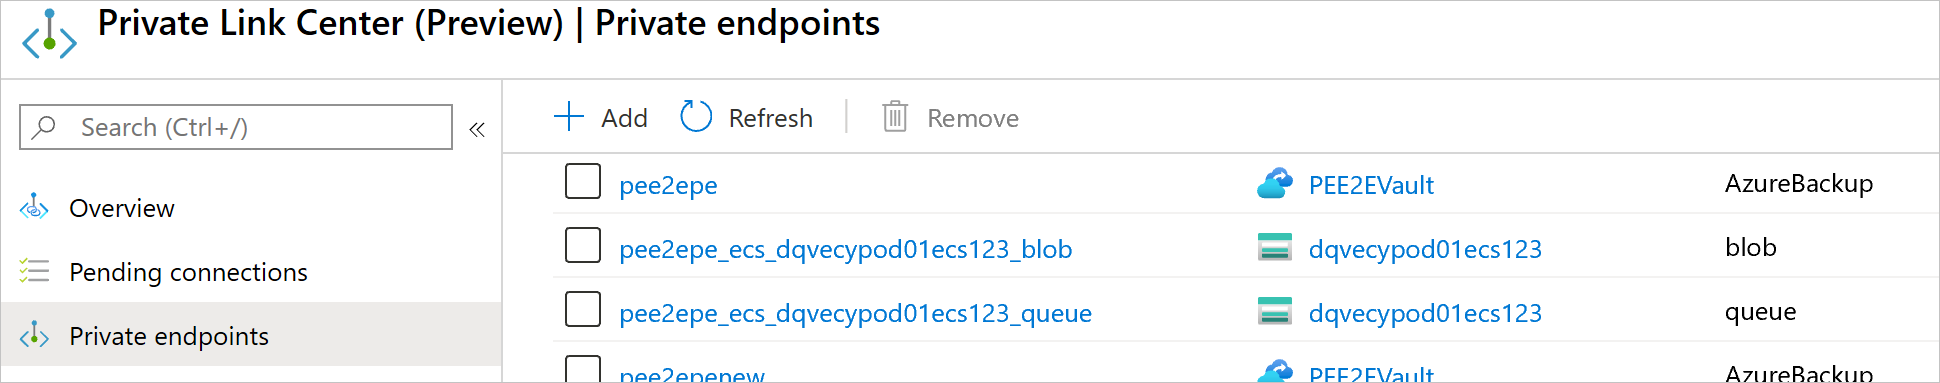 Private Link Center (Preview) | Private endpoints
Search (Ctrl+/)
«
Add Refresh Remove
Overview
Pending connections
Private endpoints
pee2epe PEE2EVault AzureBackup
pee2epe_ecs_dqvecypod01ecs123_blob dqvecypod01ecs123 blob
pee2epe_ecs_dqvecypod01ecs123_queue dqvecypod01ecs123 queue
pee2epenew PEE2EVault AzureBackup